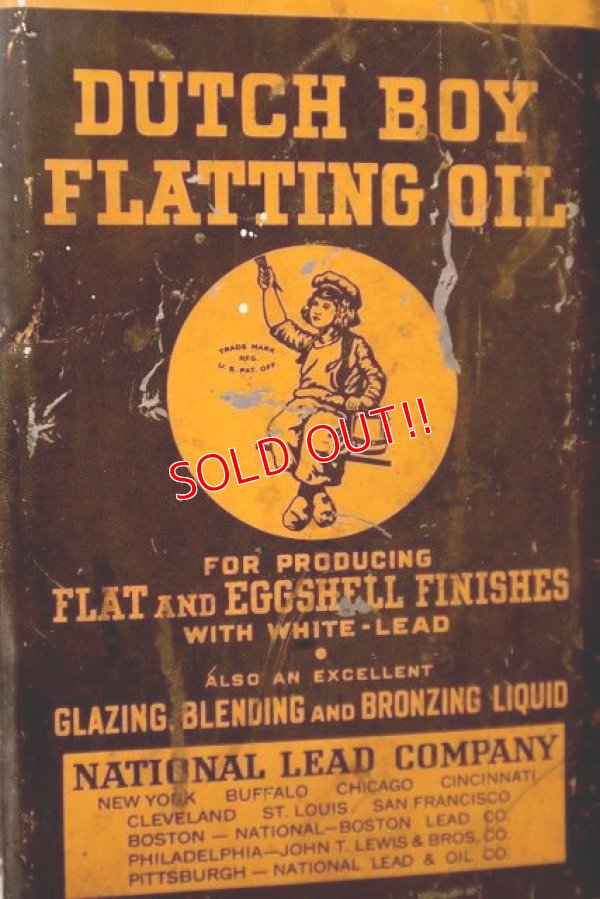 DUTCH BOY
FLATTING OIL
TRADE MARK
REG.
U. S. PAT. OFF.
SOLD OUT!!
FOR PRODUCING
FLAT AND EGGSHELL FINISHES
WITH WHITE-LEAD
ALSO AN EXCELLENT
GLAZING, BLENDING AND BRONZING LIQUID
NATIONAL LEAD COMPANY
NEW YORK BUFFALO CHICAGO CINCINNATI
CLEVELAND ST. LOUIS SAN FRANCISCO
BOSTON — NATIONAL—BOSTON LEAD CO.
PHILADELPHIA—JOHN T. LEWIS & BROS. CO.
PITTSBURGH — NATIONAL LEAD & OIL CO.